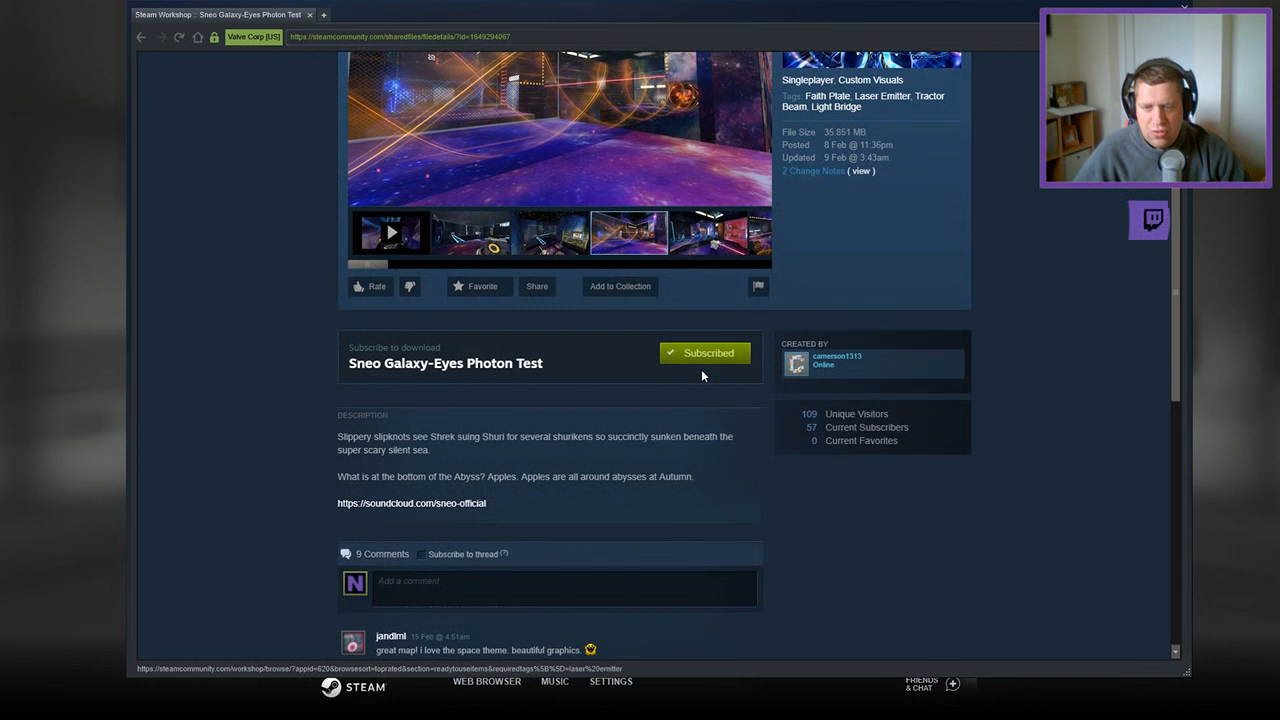 Steam Workshop :: Sneo Galaxy-Eyes Photon Test
Valve Corp [US]
https://steamcommunity.com/sharedfiles/filedetails/?id=1649294067
Singleplayer, Custom Visuals
Tags: Faith Plate, Laser Emitter, Tractor
Beam, Light Bridge
File Size 35.851 MB
Posted 8 Feb @ 11:36pm
Updated 9 Feb @ 3:43am
2 Change Notes ( view )
Rate
Favorite
Share
Add to Collection
Subscribe to download
Sneo Galaxy-Eyes Photon Test
Subscribed
CREATED BY
camerson1313
Online
109 Unique Visitors
57 Current Subscribers
0 Current Favorites
DESCRIPTION
Slippery slipknots see Shrek suing Shuri for several shurikens so succinctly sunken beneath the
super scary silent sea.
What is at the bottom of the Abyss? Apples. Apples are all around abysses at Autumn.
https://soundcloud.com/sneo-official
9 Comments
Subscribe to thread (?)
N
Add a comment
jandlml 15 Feb @ 4:51am
great map! i love the space theme. beautiful graphics.
https://steamcommunity.com/workshop/browse/?appid=620&browsesort=toprated&section=readytouseitems&requiredtags%5B%5D=laser%20emitter
STEAM
WEB BROWSER
MUSIC
SETTINGS
FRIENDS
& CHAT